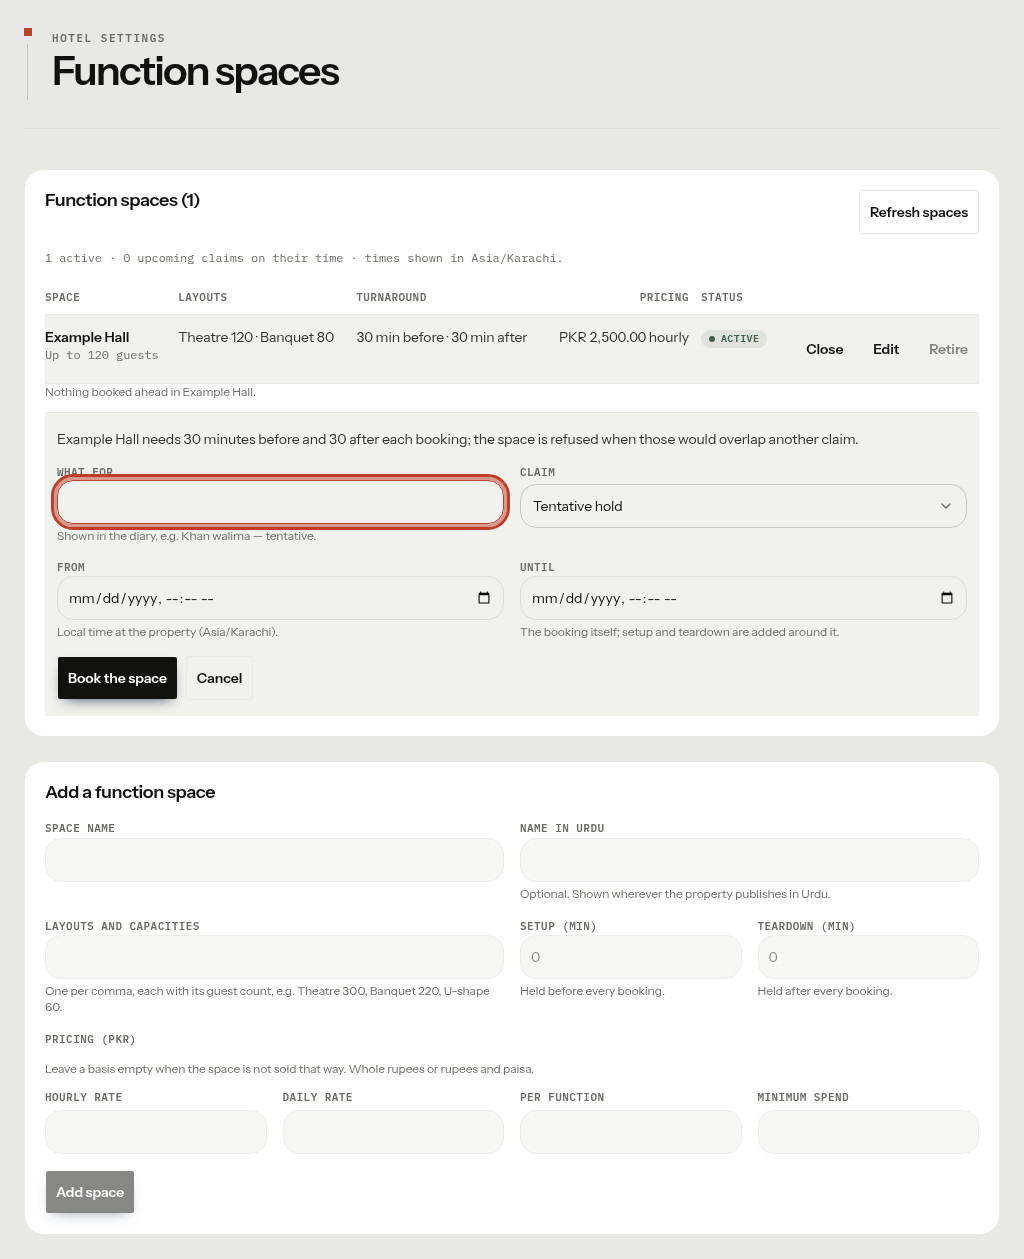 HOTEL SETTINGS
Function spaces
Function spaces (1)
Refresh spaces
1 active · 0 upcoming claims on their time · times shown in Asia/Karachi.
SPACE LAYOUTS TURNAROUND PRICING STATUS
Example Hall Theatre 120 · Banquet 80 30 min before · 30 min after PKR 2,500.00 hourly ACTIVE Close Edit Retire
Up to 120 guests
Nothing booked ahead in Example Hall.
Example Hall needs 30 minutes before and 30 after each booking; the space is refused when those would overlap another claim.
WHAT FOR CLAIM
Tentative hold
Shown in the diary, e.g. Khan walima — tentative.
FROM UNTIL
mm/dd/yyyy, --:-- -- mm/dd/yyyy, --:-- --
Local time at the property (Asia/Karachi). The booking itself; setup and teardown are added around it.
Book the space Cancel
Add a function space
SPACE NAME NAME IN URDU
Optional. Shown wherever the property publishes in Urdu.
LAYOUTS AND CAPACITIES SETUP (MIN) TEARDOWN (MIN)
0 0
One per comma, each with its guest count, e.g. Theatre 300, Banquet 220, U-shape Held before every booking. Held after every booking.
60.
PRICING (PKR)
Leave a basis empty when the space is not sold that way. Whole rupees or rupees and paisa.
HOURLY RATE DAILY RATE PER FUNCTION MINIMUM SPEND
Add space